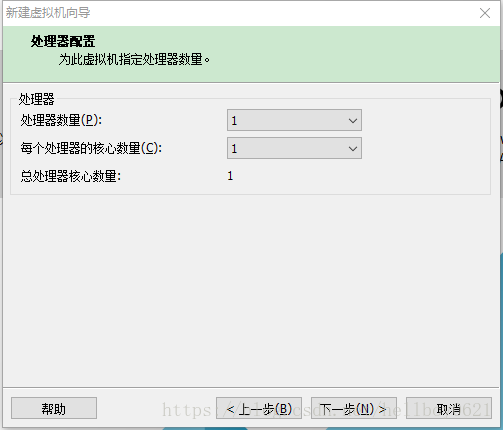 新建虚拟机向导
处理器配置
为此虚拟机指定处理器数量。
处理器
处理器数量(P): 1
每个处理器的核心数量(C): 1
总处理器核心数量: 1
帮助 < 上一步(B) 下一步(N) > 取消